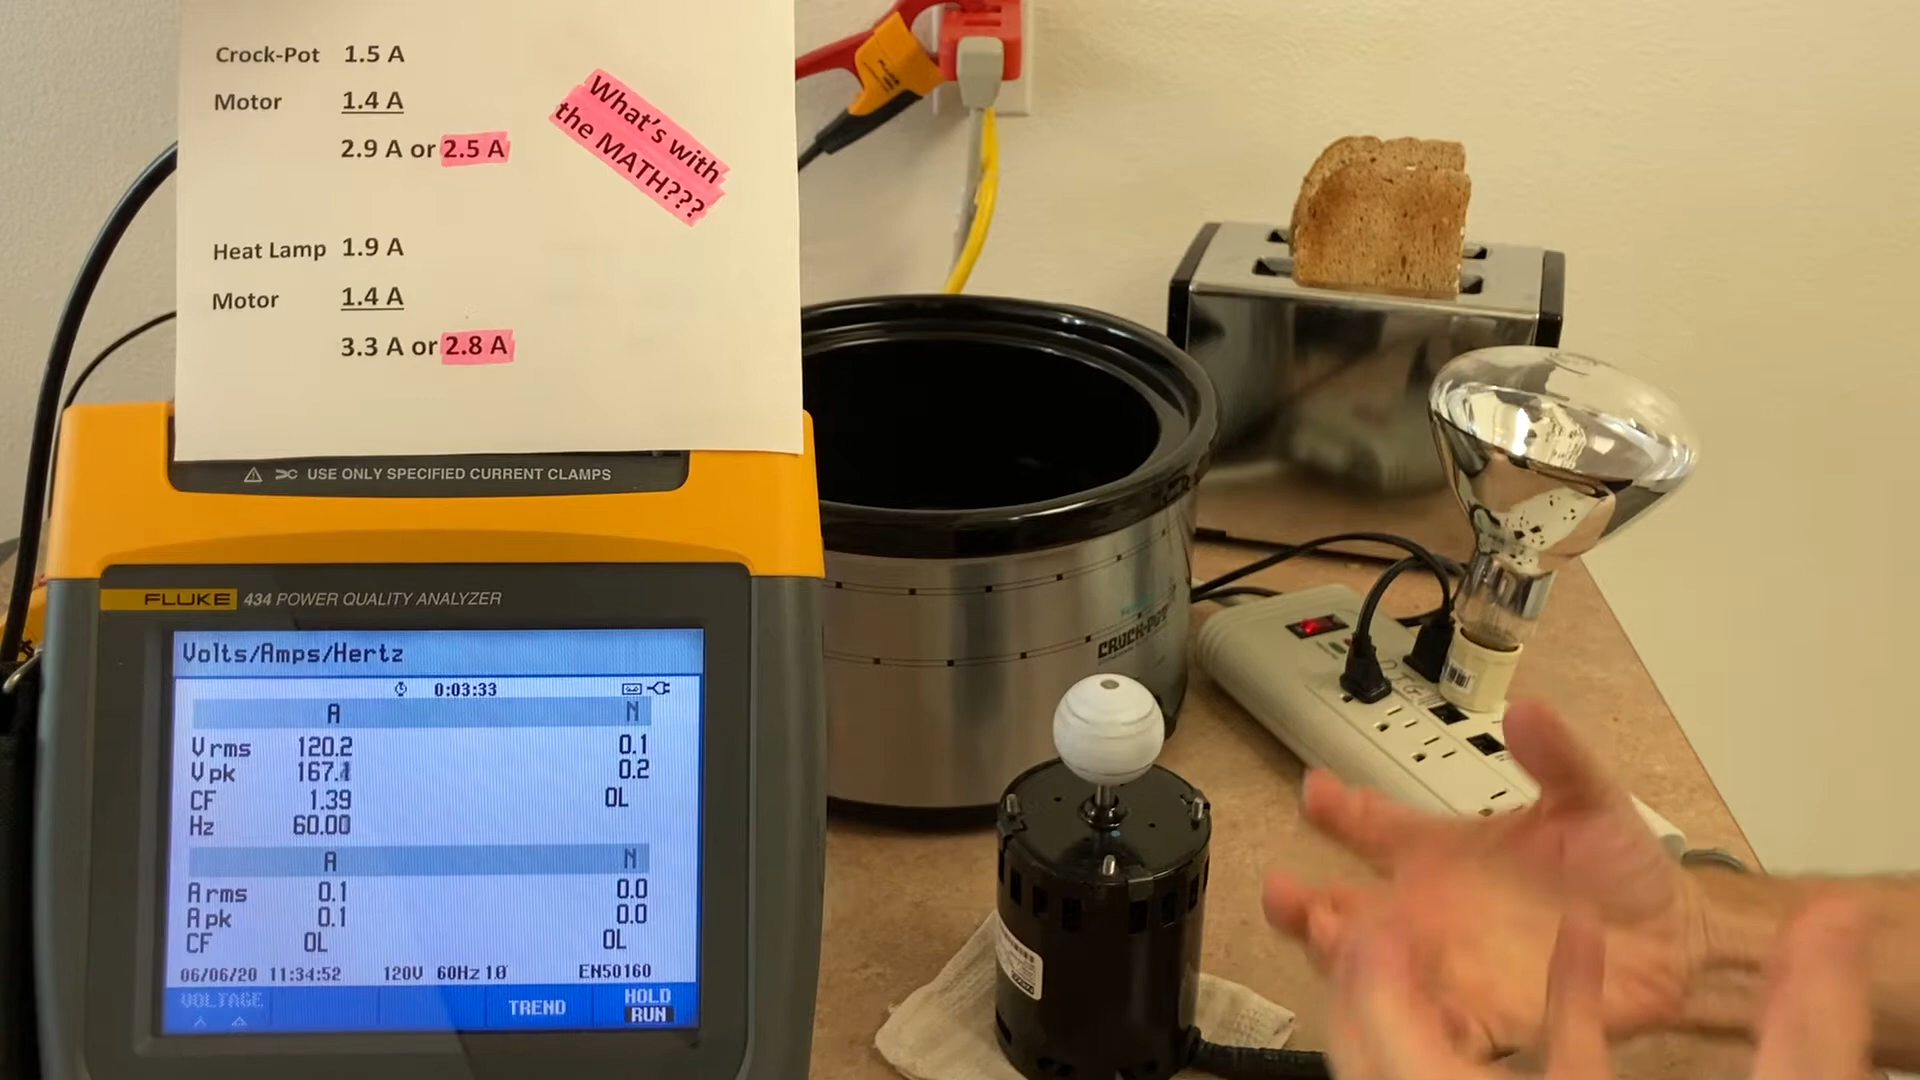 Crock-Pot 1.5 A
Motor 1.4 A
2.9 A or 2.5 A
What's with
the MATH???
Heat Lamp 1.9 A
Motor 1.4 A
3.3 A or 2.8 A
USE ONLY SPECIFIED CURRENT CLAMPS
FLUKE 434 POWER QUALITY ANALYZER
Volts/Amps/Hertz
0:03:33
A N
Vrms 120.2 0.1
Vpk 167.1 0.2
CF 1.39 OL
Hz 60.00
A N
Arms 0.1 0.0
Apk 0.1 0.0
CF OL OL
06/06/20 11:34:52 120V 60Hz 1Ø EN50160
VOLTAGE
TREND
HOLD
RUN
FLUKE
CROCK-POT